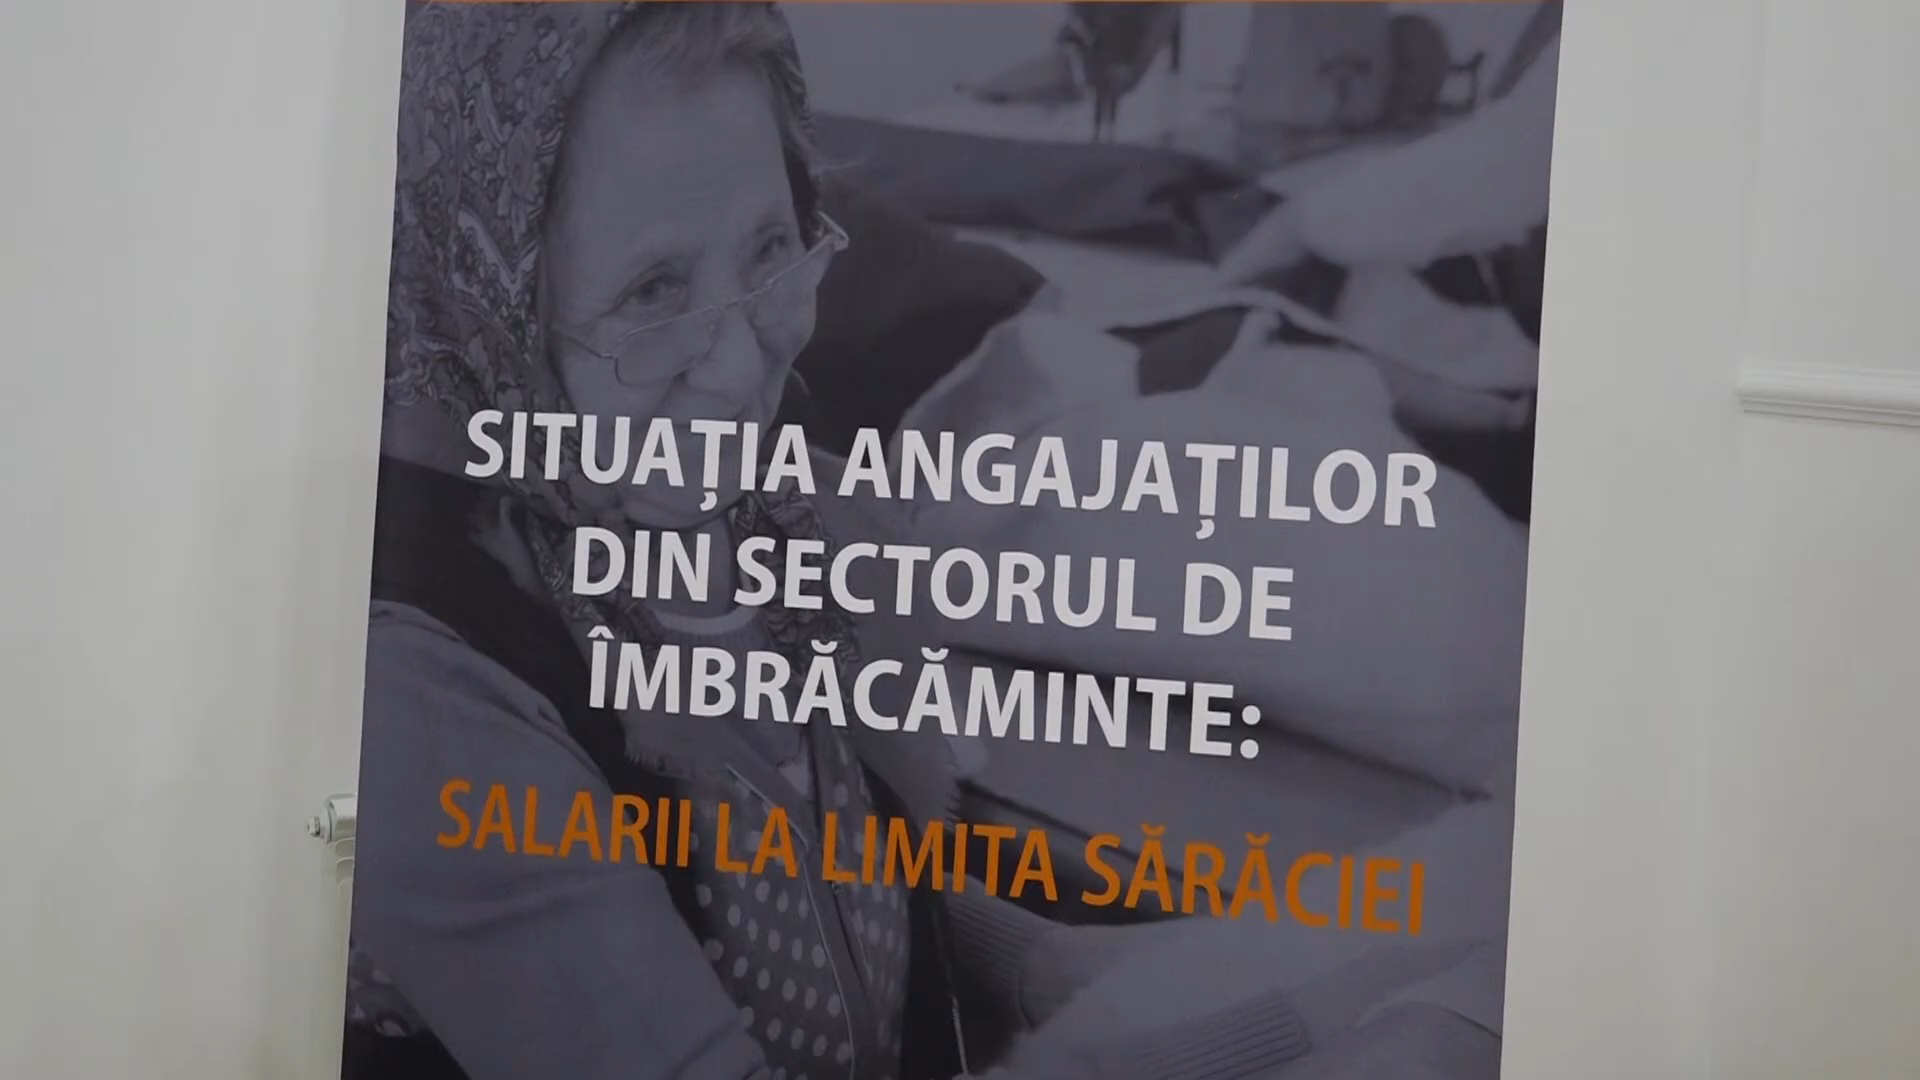 SITUAȚIA ANGAJAȚILOR
DIN SECTORUL DE
ÎMBRĂCĂMINTE:
SALARII LA LIMITA SĂRĂCIEI